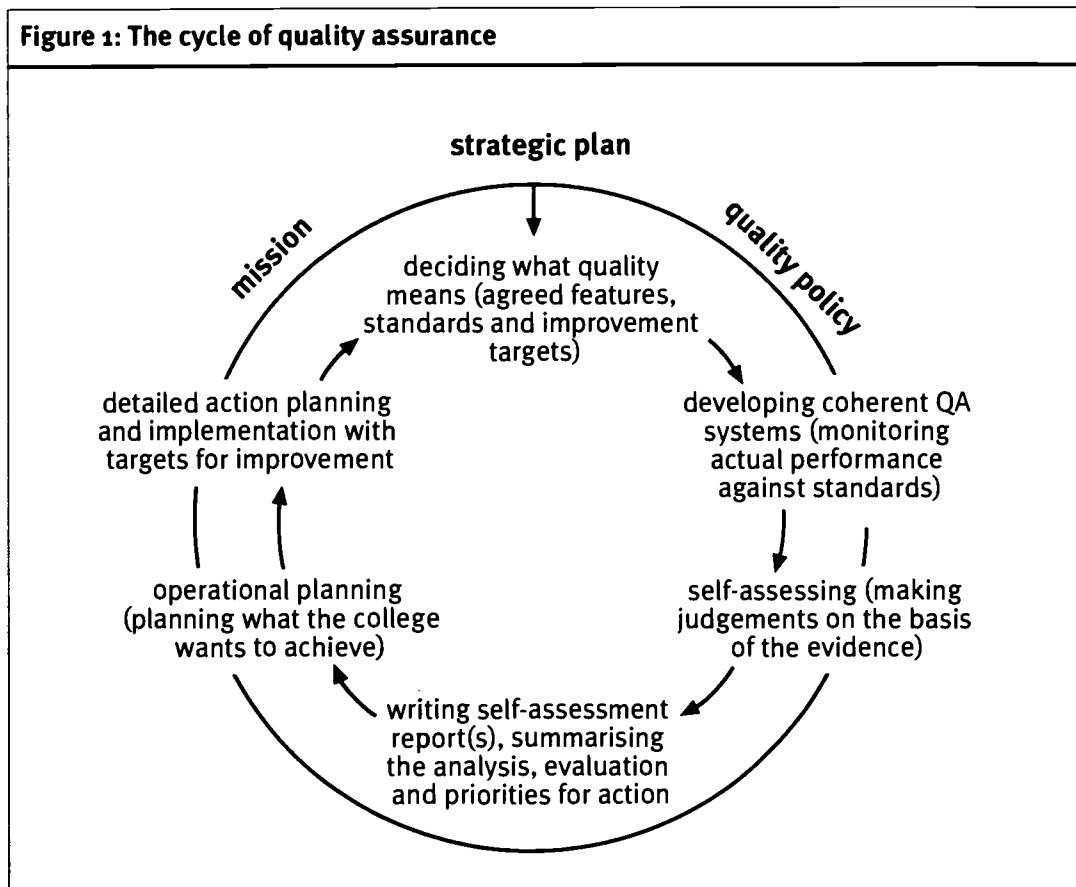 Figure 1: The cycle of quality assurance
strategic plan
mission
quality policy
deciding what quality
means (agreed features,
standards and improvement
targets)
developing coherent QA
systems (monitoring
actual performance
against standards)
self-assessing (making
judgements on the basis
of the evidence)
writing self-assessment
report(s), summarising
the analysis, evaluation
and priorities for action
operational planning
(planning what the college
wants to achieve)
detailed action planning
and implementation with
targets for improvement